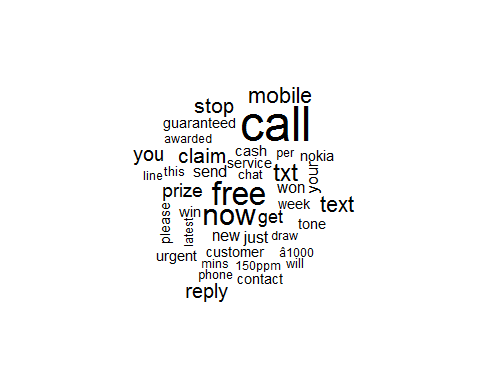 mobile
stop
call
guaranteed
awarded
you claim cash per nokia
service
line this send chat txt your
prize free won
please win now get week text
latest
new just draw tone
urgent customer â1000
mins 150ppm will
phone contact
reply